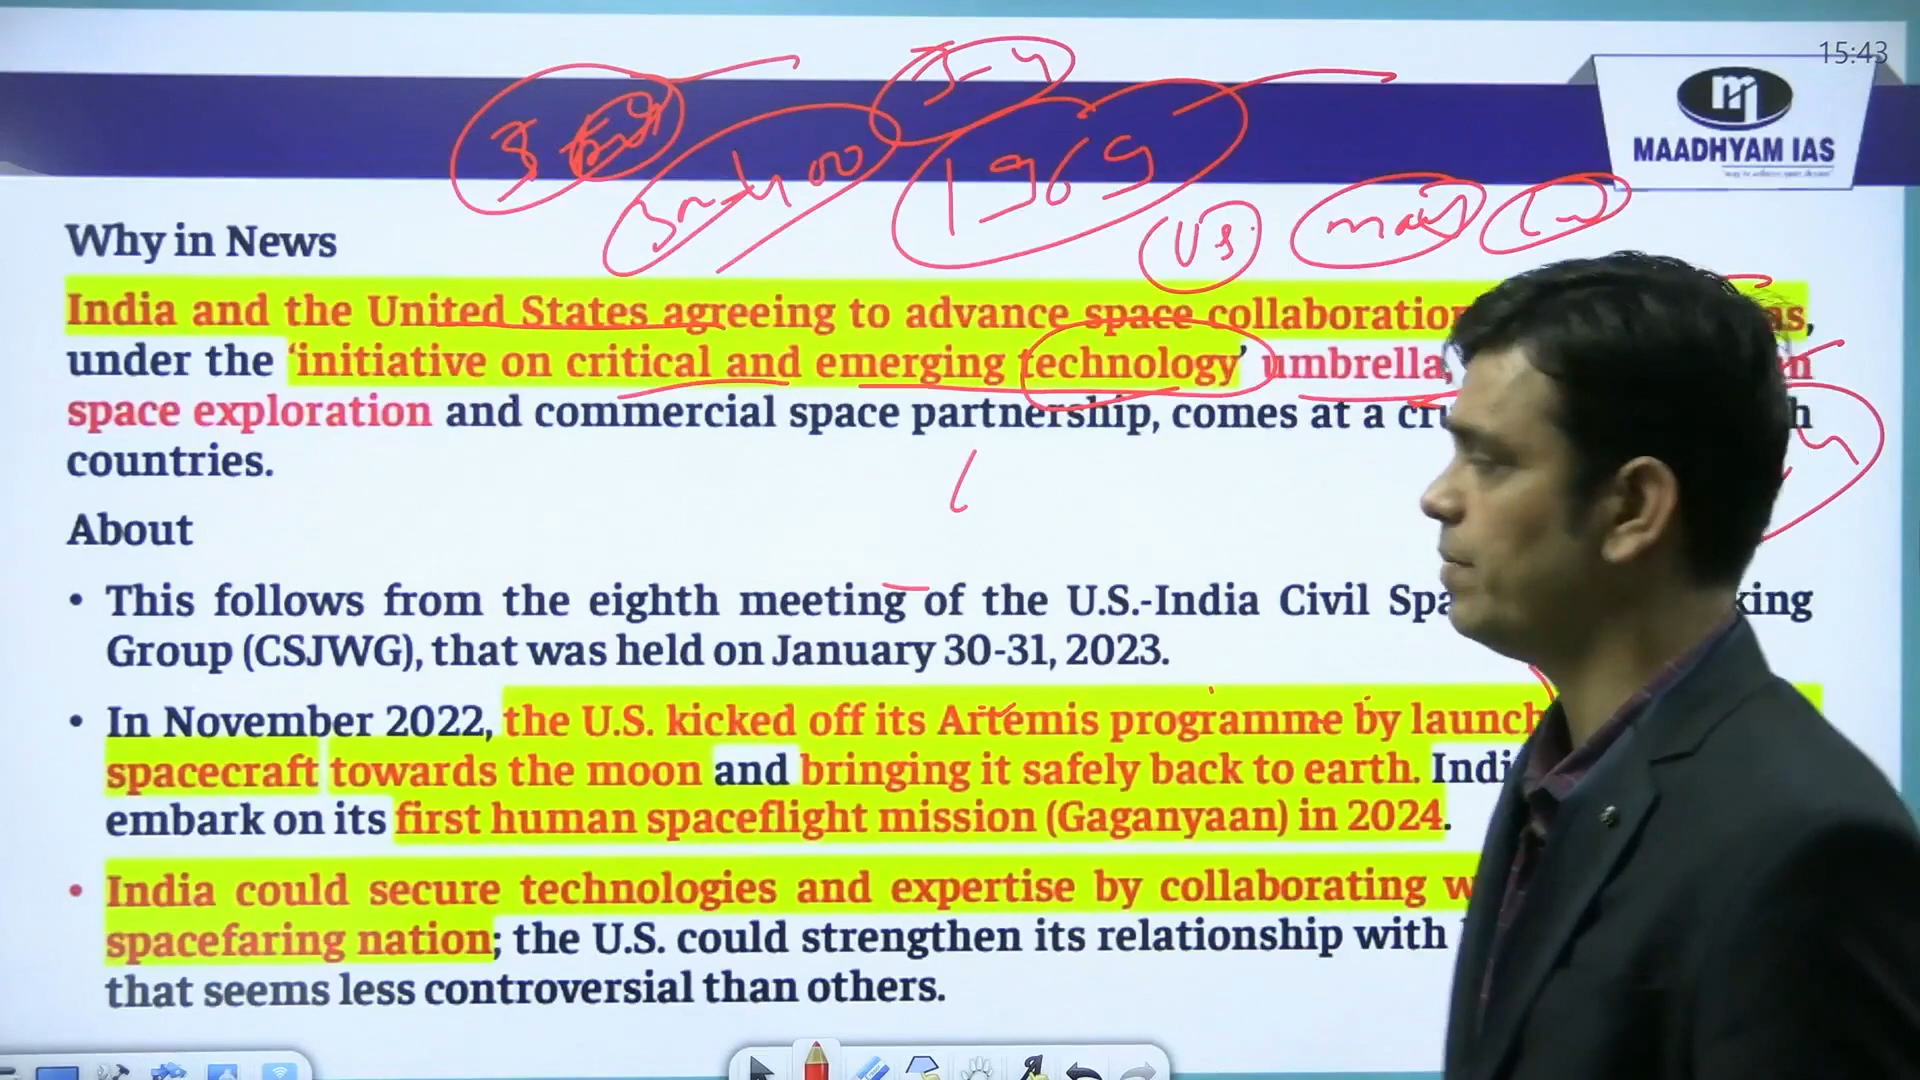 15:43
MAADHYAM IAS
1969
US
Why in News
India and the United States agreeing to advance space collaboration as,
under the ‘initiative on critical and emerging technology’ umbrella, n
space exploration and commercial space partnership, comes at a cr h
countries.
About
• This follows from the eighth meeting of the U.S.-India Civil Spa king
Group (CSJWG), that was held on January 30-31, 2023.
• In November 2022, the U.S. kicked off its Artemis programme by launch
spacecraft towards the moon and bringing it safely back to earth. Indi
embark on its first human spaceflight mission (Gaganyaan) in 2024.
• India could secure technologies and expertise by collaborating w
spacefaring nation; the U.S. could strengthen its relationship with
that seems less controversial than others.